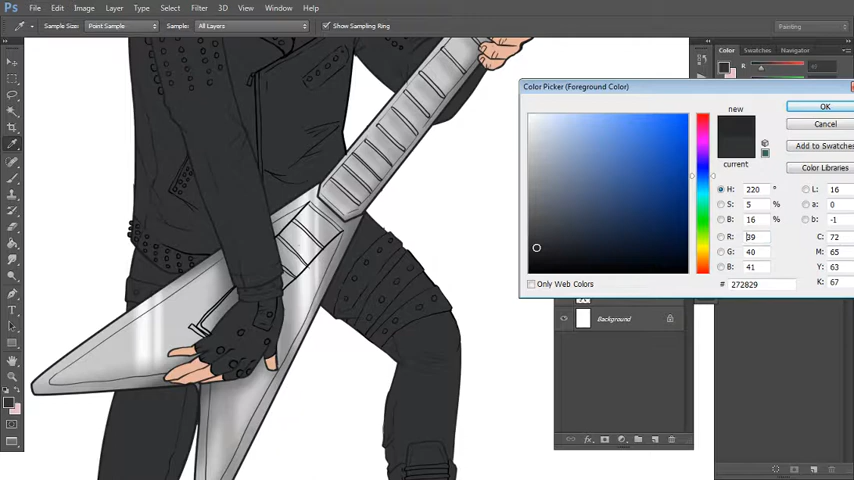 Ps File Edit Image Layer Type Select Filter 3D View Window Help
Sample Size: Point Sample Sample: All Layers Show Sampling Ring Painting
Color Swatches Navigator
R
Color Picker (Foreground Color)
new
current
OK
Cancel
Add to Swatches
Color Libraries
H: 220 ° L: 16
S: 5 % a: 0
B: 16 % b: -1
R: 39 C: 72
G: 40 M: 65
B: 41 Y: 63
K: 67
# 272829
Only Web Colors
Background
fx